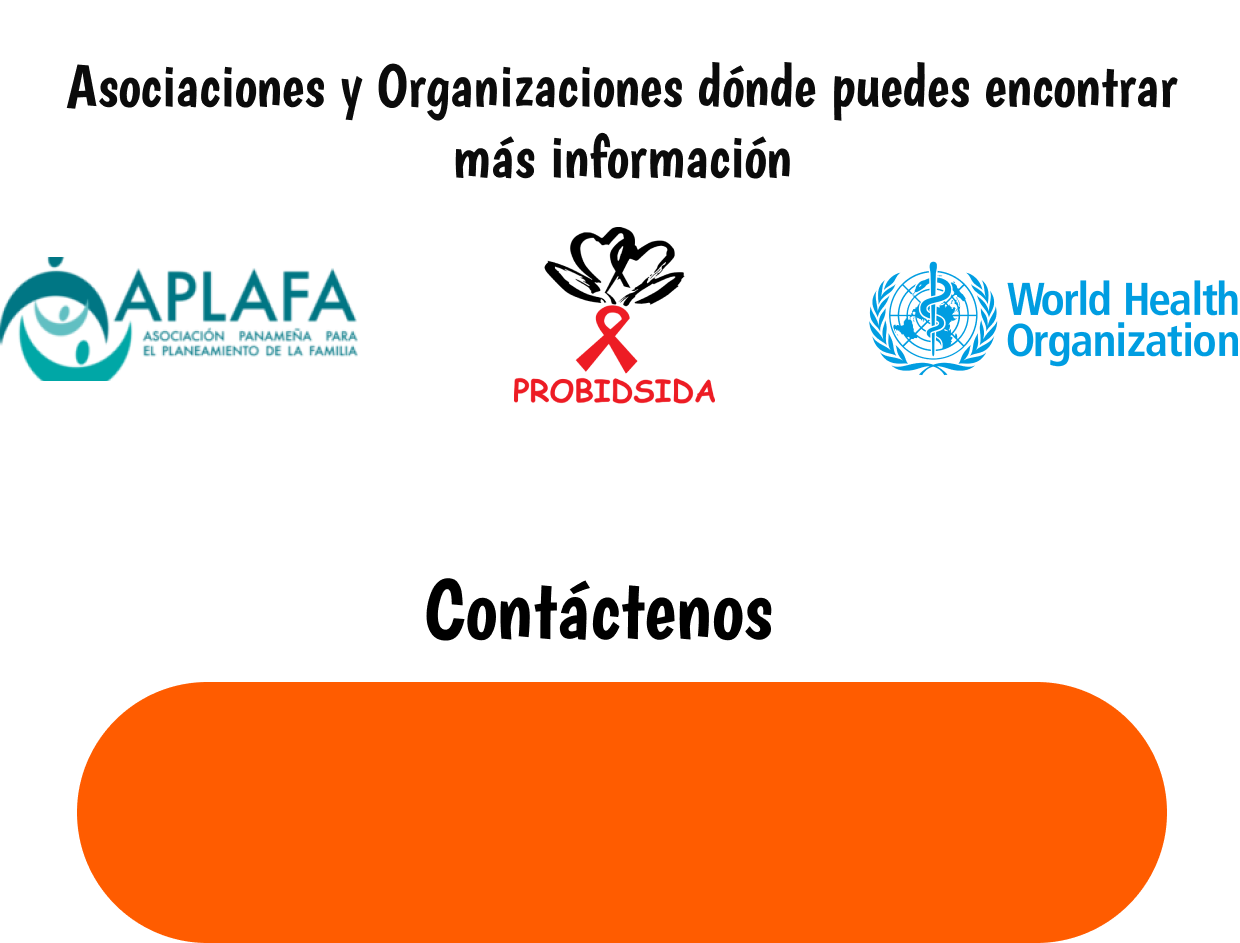 Asociaciones y Organizaciones dónde puedes encontrar
más información
APLAFA
ASOCIACIÓN PANAMEÑA PARA
EL PLANEAMIENTO DE LA FAMILIA
PROBIDSIDA
World Health
Organization
Contáctenos